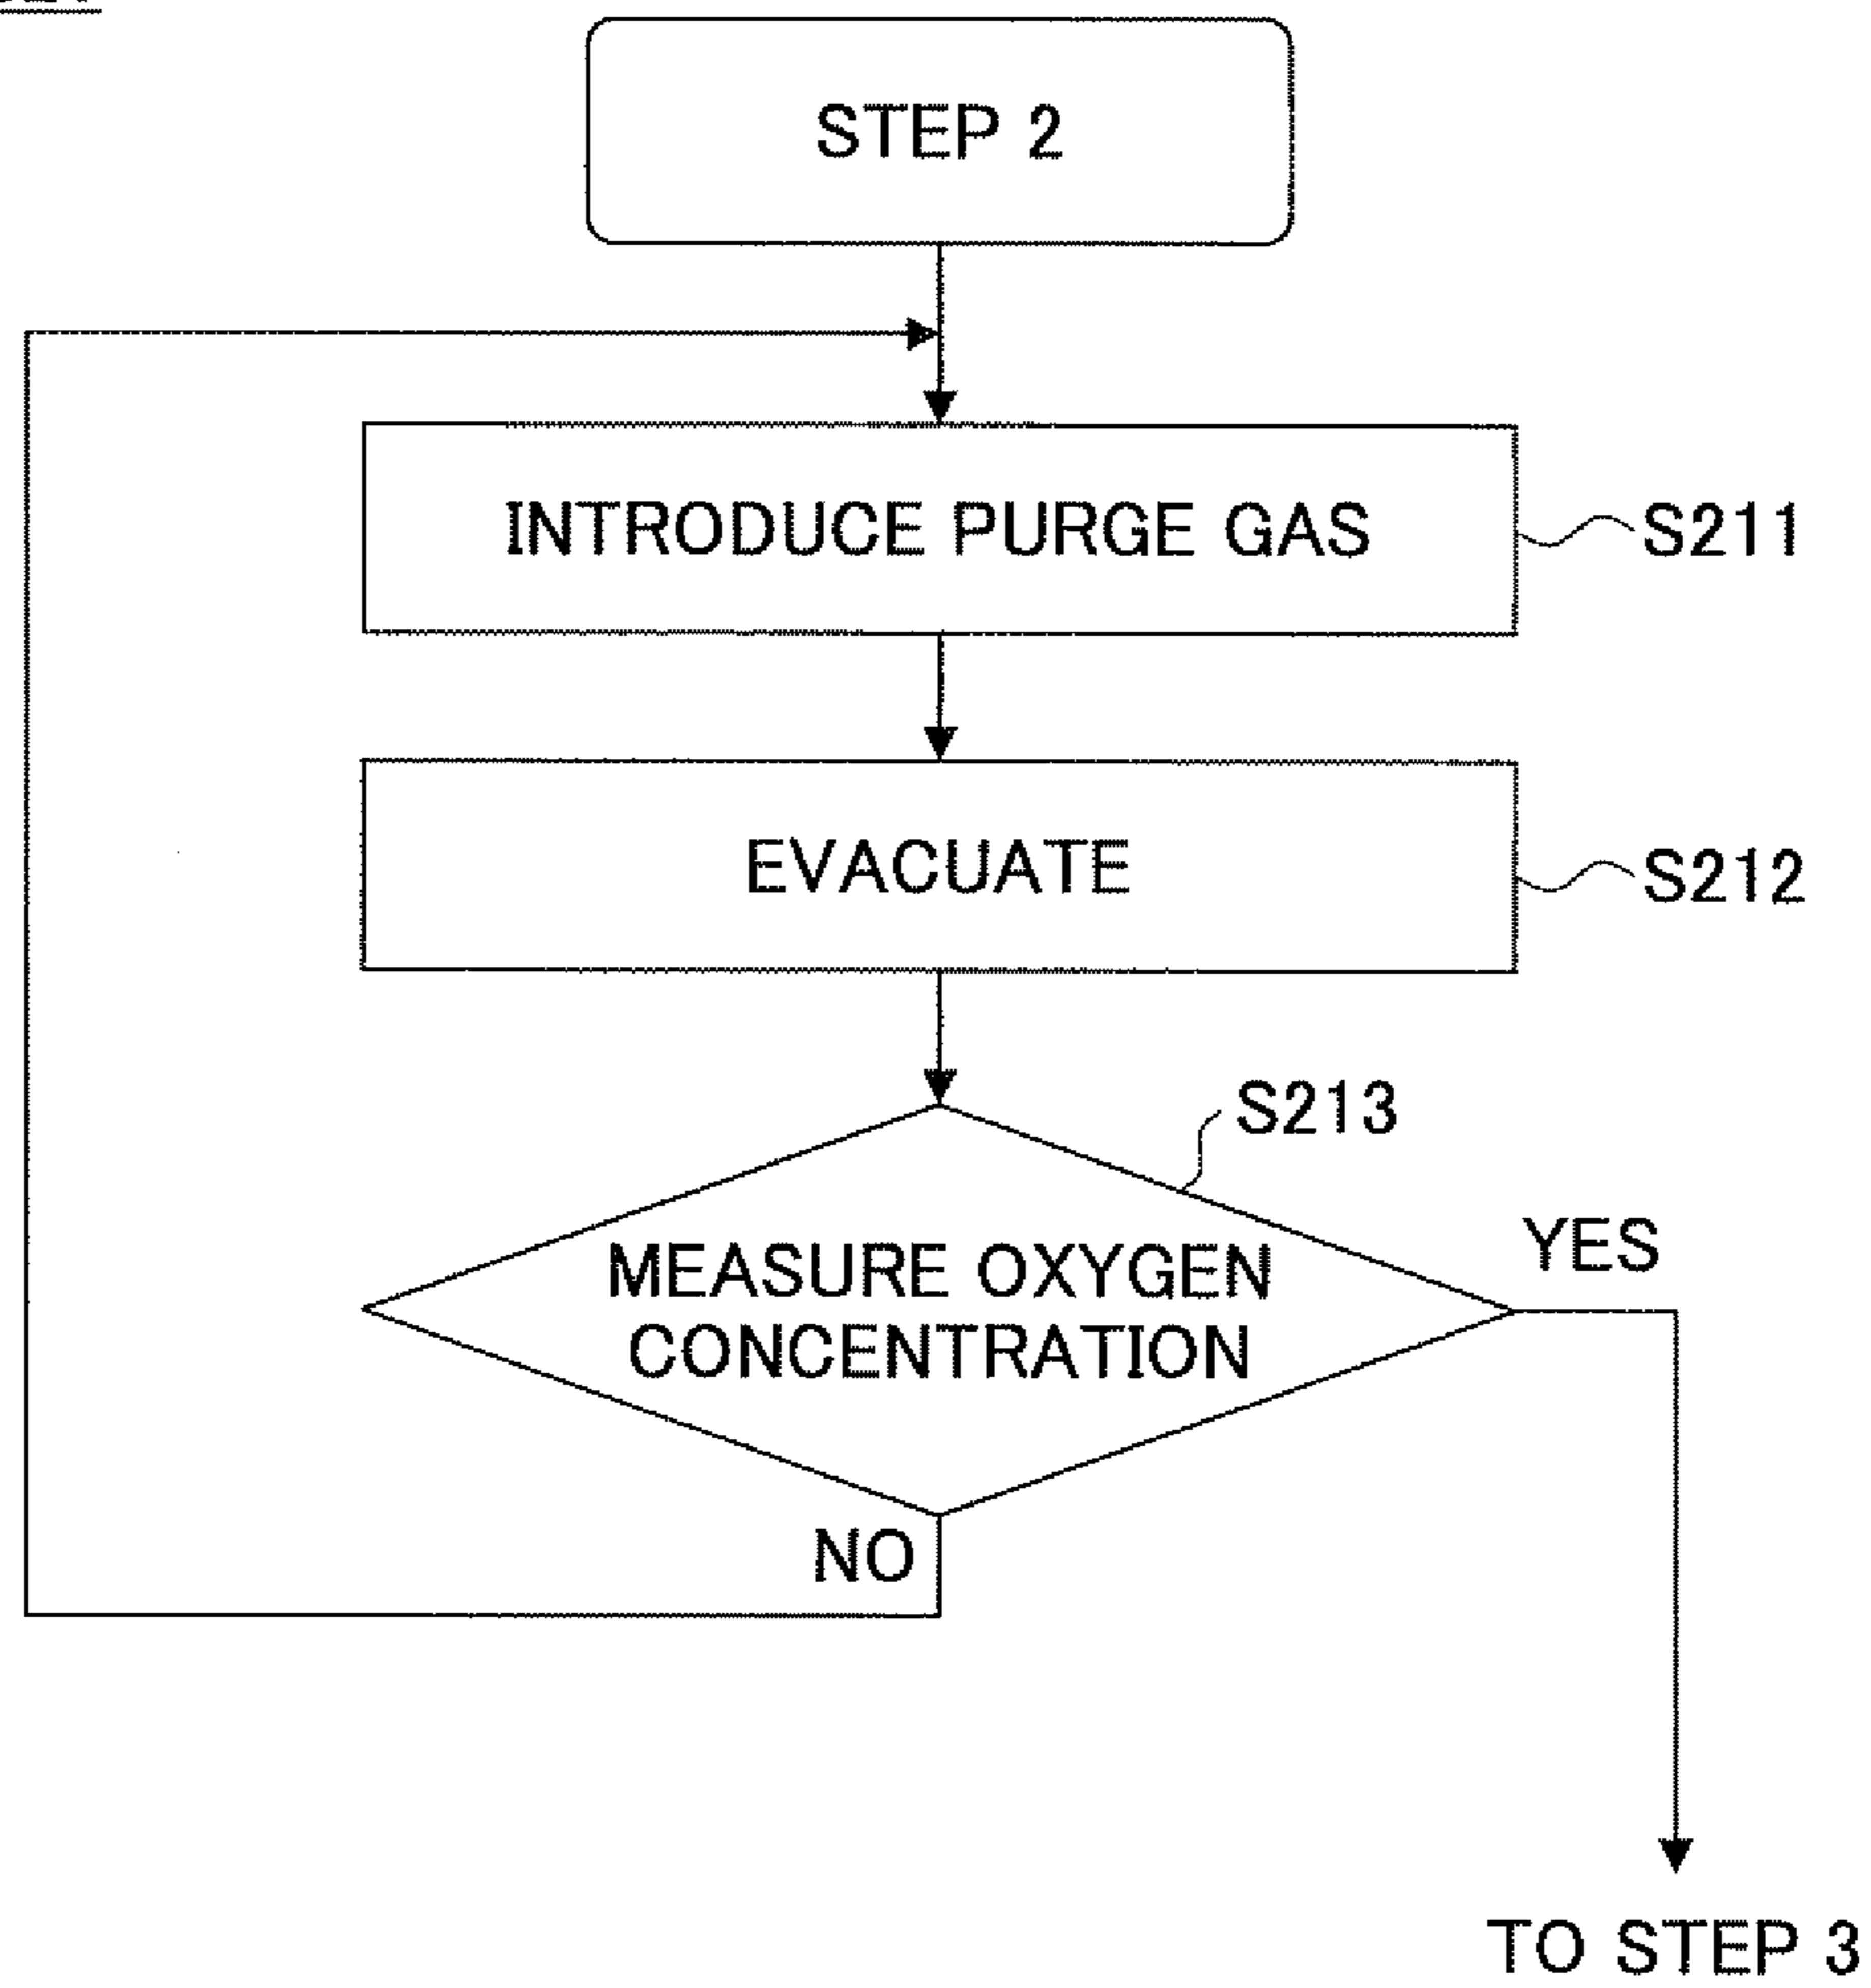 STEP 2
INTRODUCE PURGE GAS
S211
EVACUATE
S212
S213
MEASURE OXYGEN
CONCENTRATION
YES
NO
TO STEP 3